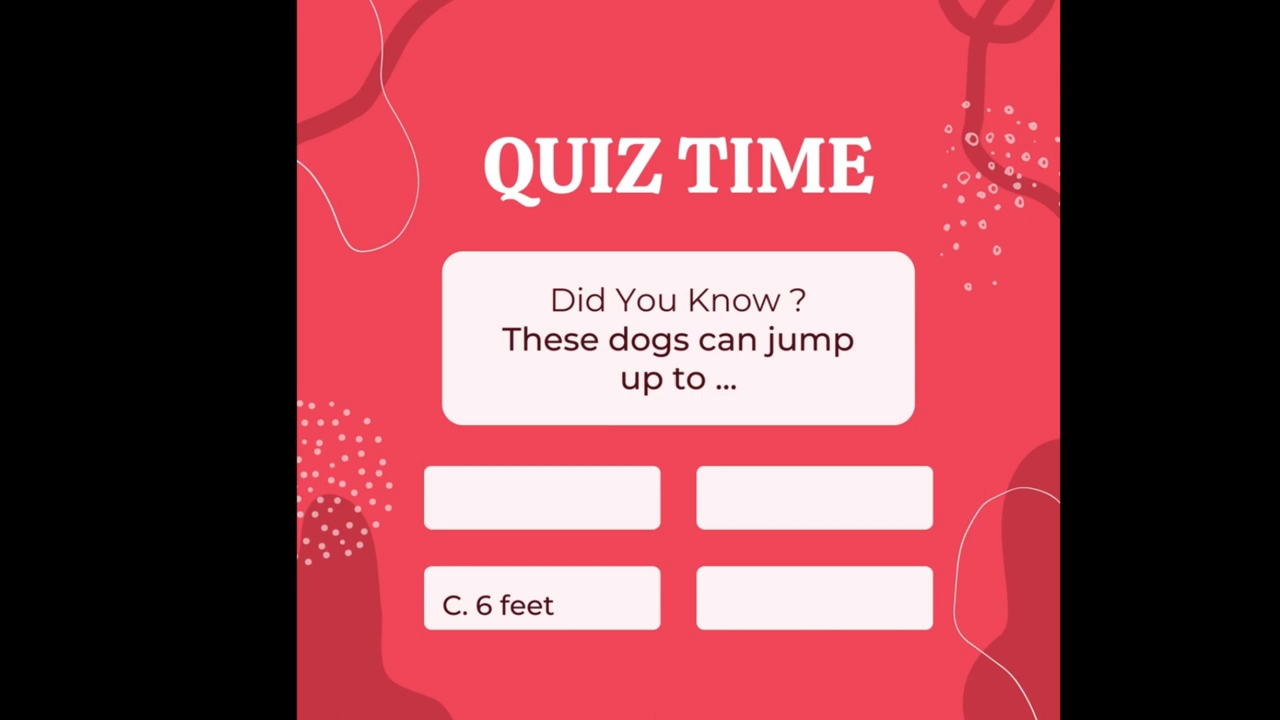 QUIZ TIME
Did You Know ?
These dogs can jump
up to ...
C. 6 feet